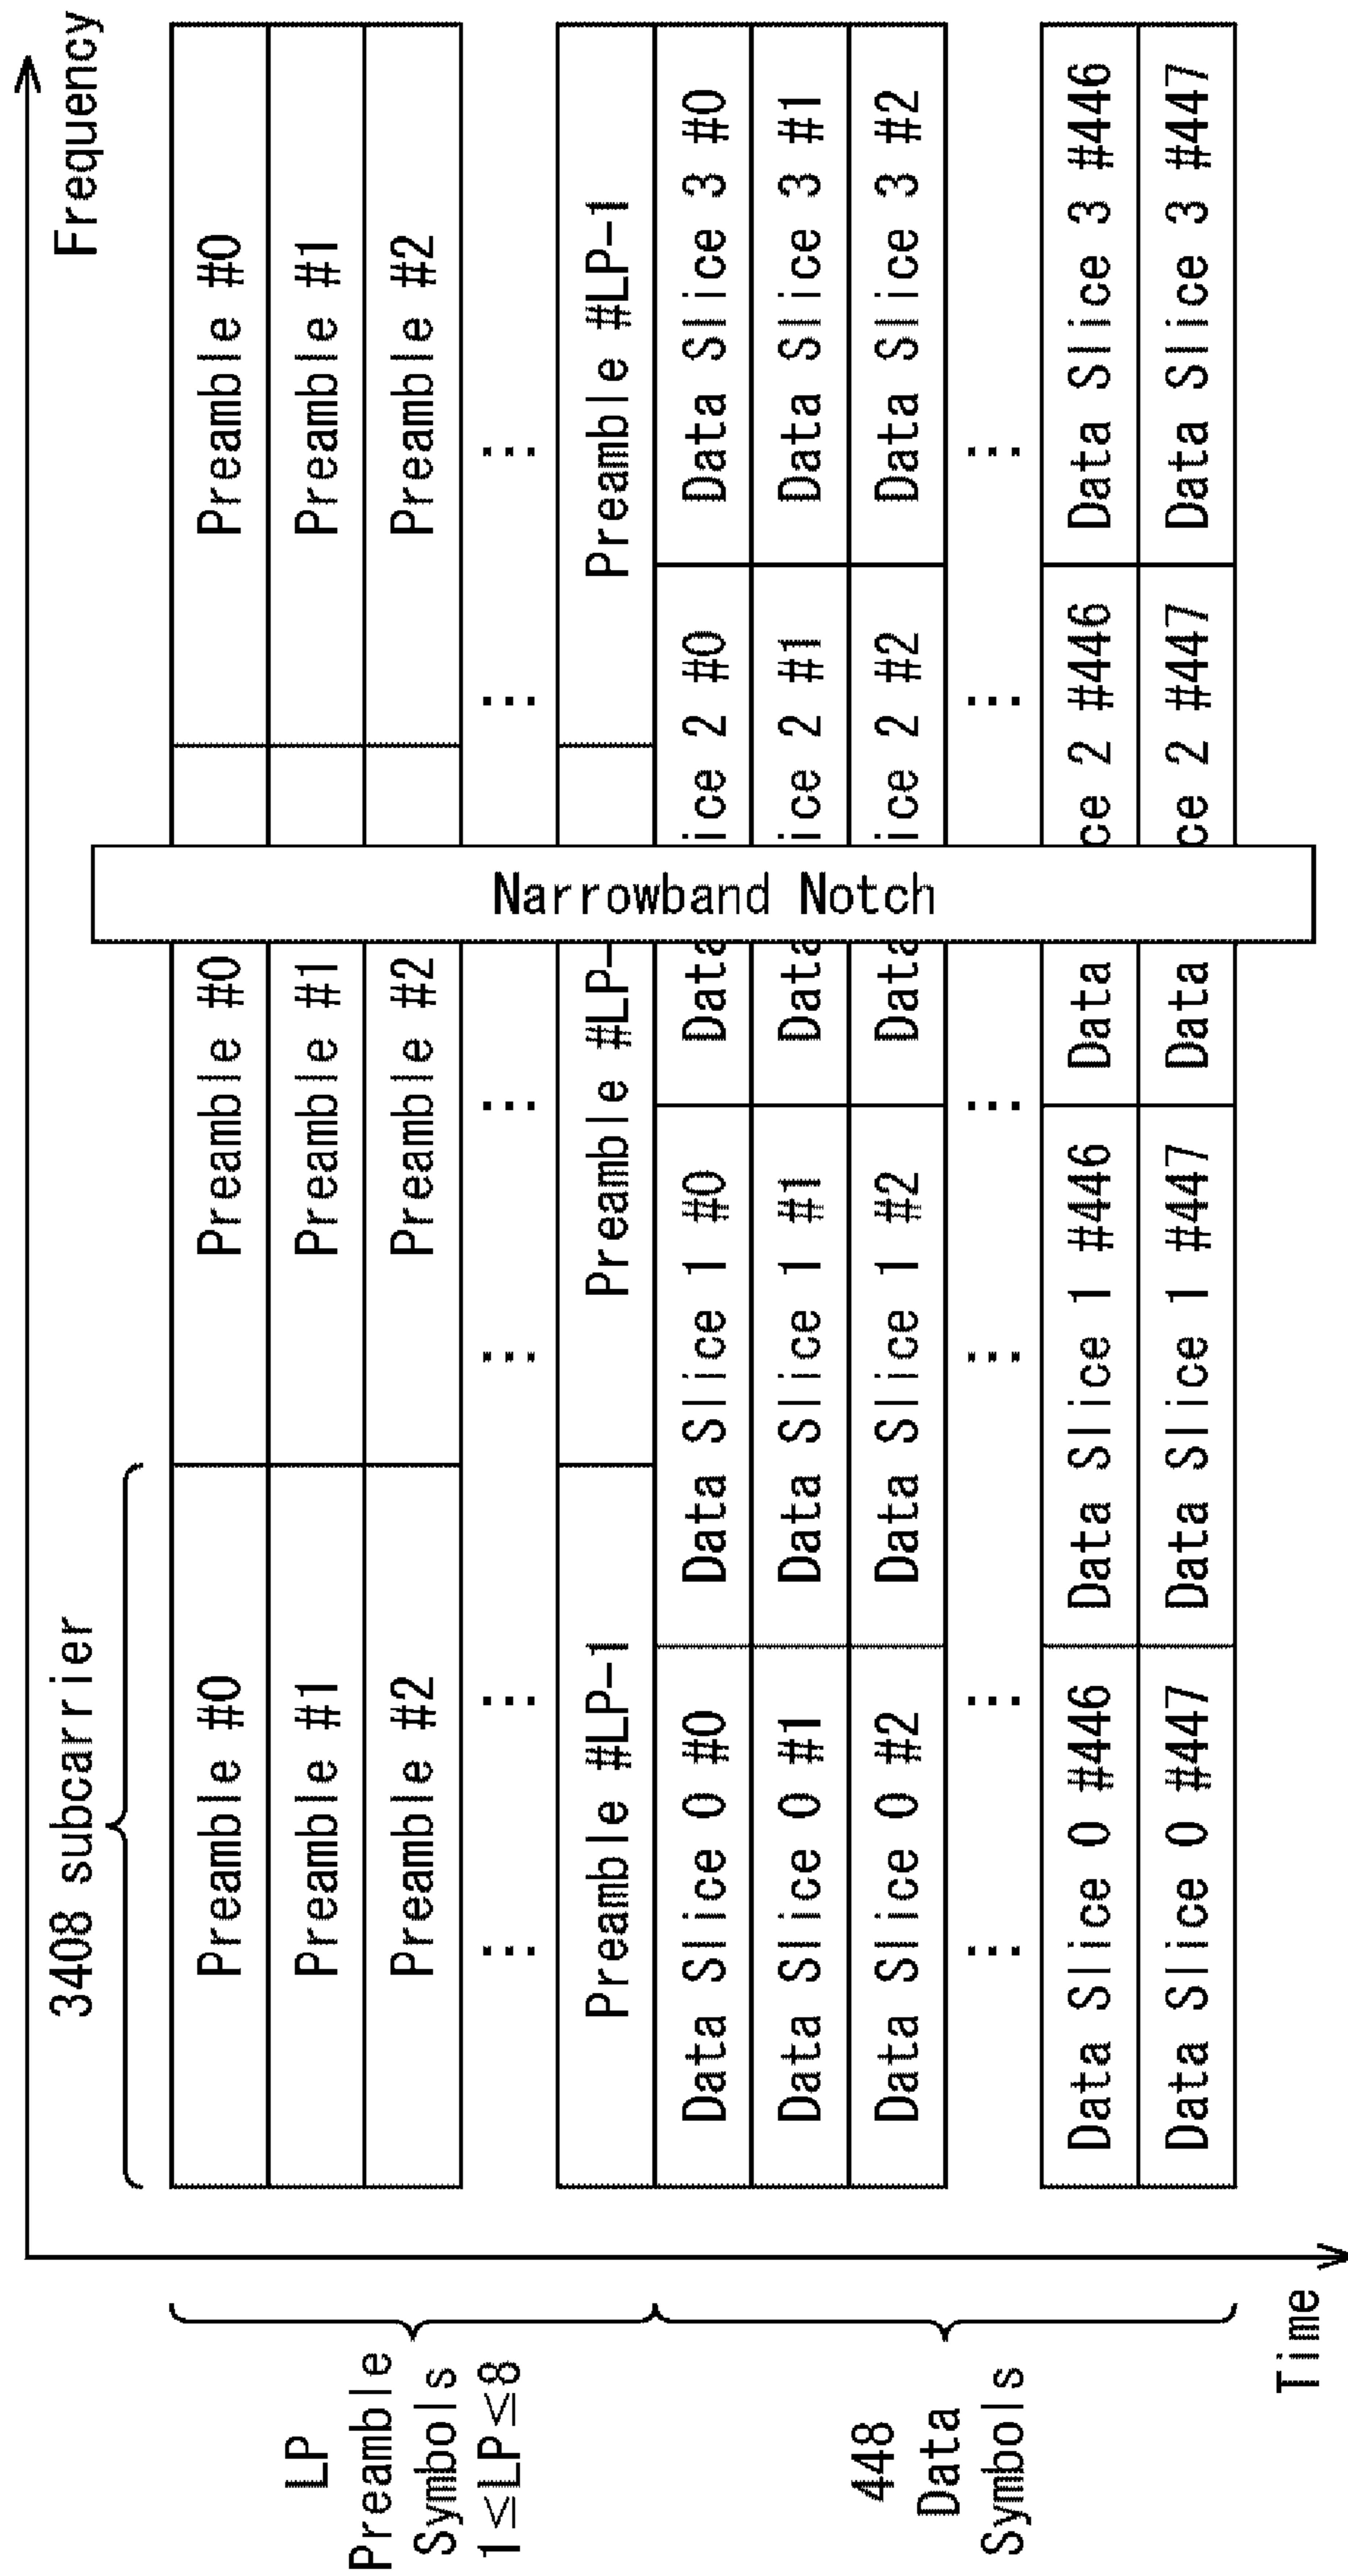 Frequency
3408 subcarrier
LP
Preamble
Symbols
1≤LP≤8
Preamble #0
Preamble #0
Preamble #0
Preamble #1
Preamble #1
Preamble #1
Preamble #2
Preamble #2
Preamble #2
... ... ... ... ... ...
Preamble #LP-1
Preamble #LP-
Preamble #LP-1
Narrowband Notch
448
Data
Symbols
Data Slice 0 #0
Data Slice 1 #0
Data ice 2 #0
Data Slice 3 #0
Data Slice 0 #1
Data Slice 1 #1
Data ice 2 #1
Data Slice 3 #1
Data Slice 0 #2
Data Slice 1 #2
Data ice 2 #2
Data Slice 3 #2
... ... ... ... ... ...
Data Slice 0 #446
Data Slice 1 #446
Data ce 2 #446
Data Slice 3 #446
Data Slice 0 #447
Data Slice 1 #447
Data ce 2 #447
Data Slice 3 #447
Time